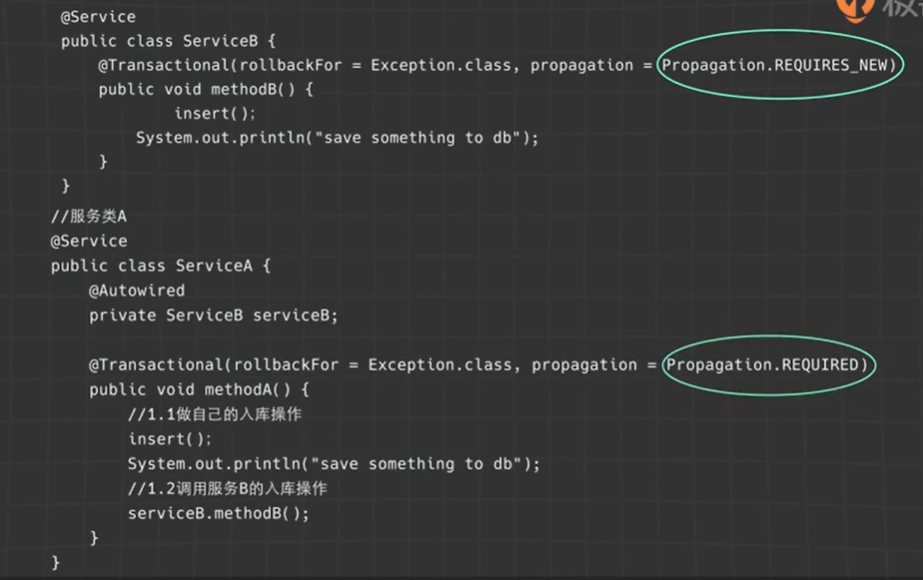 @Service
public class ServiceB {
@Transactional(rollbackFor = Exception.class, propagation = Propagation.REQUIRES_NEW)
public void methodB() {
insert();
System.out.println("save something to db");
}
}
//服务类A
@Service
public class ServiceA {
@Autowired
private ServiceB serviceB;
@Transactional(rollbackFor = Exception.class, propagation = Propagation.REQUIRED)
public void methodA() {
//1.1做自己的入库操作
insert();
System.out.println("save something to db");
//1.2调用服务B的入库操作
serviceB.methodB();
}
}